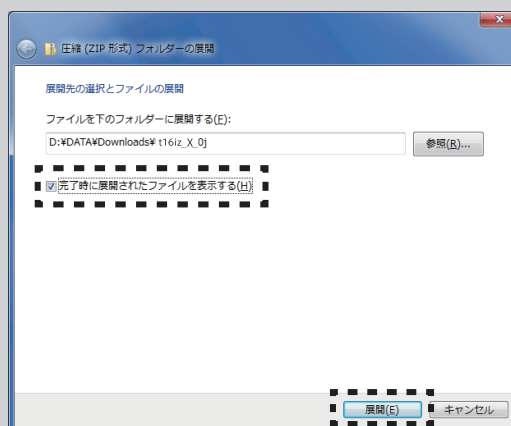 圧縮 (ZIP 形式) フォルダーの展開
展開先の選択とファイルの展開
ファイルを下のフォルダーに展開する(F):
D:¥DATA¥Downloads¥ t16iz_X_0j
参照(R)...
完了時に展開されたファイルを表示する(H)
展開(E)
キャンセル